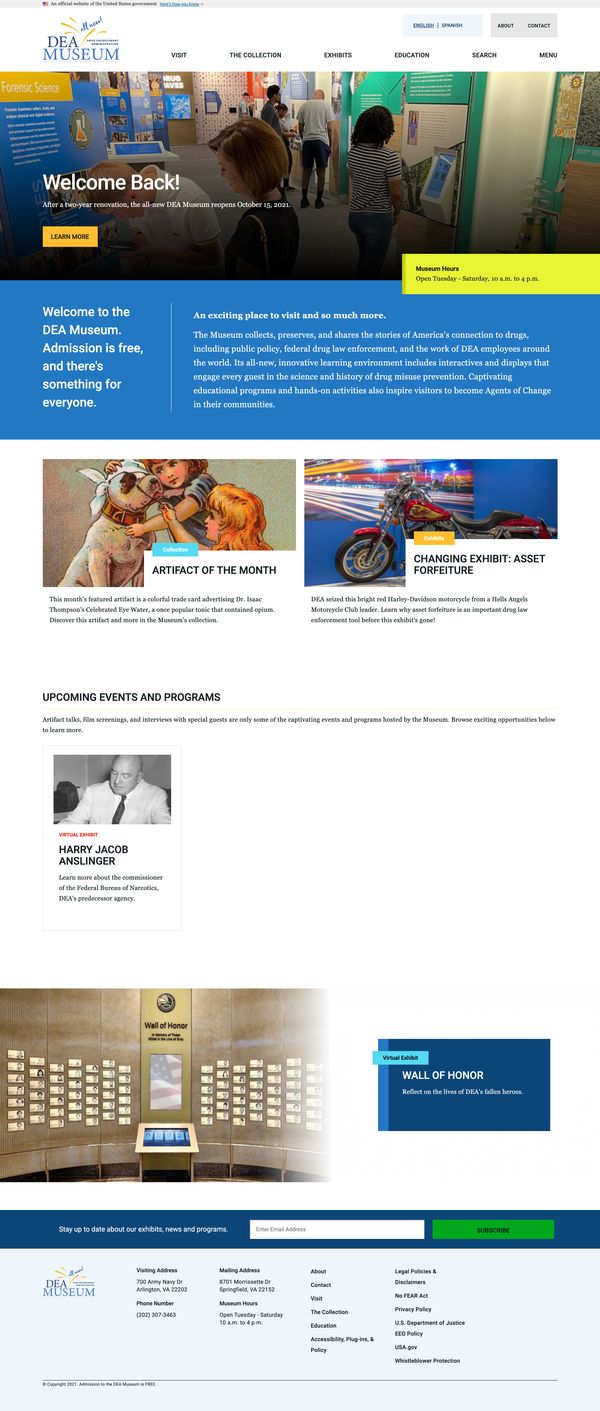 An official website of the United States government Here's how you know
all new!
DEA DRUG ENFORCEMENT
ADMINISTRATION
MUSEUM
ENGLISH | SPANISH
ABOUT CONTACT
VISIT THE COLLECTION EXHIBITS EDUCATION SEARCH MENU
Forensic Science
Welcome Back!
After a two-year renovation, the all-new DEA Museum reopens October 15, 2021.
LEARN MORE
Museum Hours
Open Tuesday - Saturday, 10 a.m. to 4 p.m.
Welcome to the
DEA Museum.
Admission is free,
and there's
something for
everyone.
An exciting place to visit and so much more.
The Museum collects, preserves, and shares the stories of America's connection to drugs,
including public policy, federal drug law enforcement, and the work of DEA employees around
the world. Its all-new, innovative learning environment includes interactives and displays that
engage every guest in the science and history of drug misuse prevention. Captivating
educational programs and hands-on activities also inspire visitors to become Agents of Change
in their communities.
Collection
ARTIFACT OF THE MONTH
This month's featured artifact is a colorful trade card advertising Dr. Isaac
Thompson's Celebrated Eye Water, a once popular tonic that contained opium.
Discover this artifact and more in the Museum's collection.
Exhibits
CHANGING EXHIBIT: ASSET
FORFEITURE
DEA seized this bright red Harley-Davidson motorcycle from a Hells Angels
Motorcycle Club leader. Learn why asset forfeiture is an important drug law
enforcement tool before this exhibit's gone!
UPCOMING EVENTS AND PROGRAMS
Artifact talks, film screenings, and interviews with special guests are only some of the captivating events and programs hosted by the Museum. Browse exciting opportunities below
to learn more.
VIRTUAL EXHIBIT
HARRY JACOB
ANSLINGER
Learn more about the commissioner
of the Federal Bureau of Narcotics,
DEA's predecessor agency.
Wall of Honor
Virtual Exhibit
WALL OF HONOR
Reflect on the lives of DEA's fallen heroes.
Stay up to date about our exhibits, news and programs.
Enter Email Address
SUBSCRIBE
all new!
DEA
MUSEUM
Visiting Address
700 Army Navy Dr
Arlington, VA 22202
Phone Number
(202) 307-3463
Mailing Address
8701 Morrissette Dr
Springfield, VA 22152
Museum Hours
Open Tuesday - Saturday
10 a.m. to 4 p.m.
About
Contact
Visit
The Collection
Education
Accessibility, Plug-ins, &
Policy
Legal Policies &
Disclaimers
No FEAR Act
Privacy Policy
U.S. Department of Justice
EEO Policy
USA.gov
Whistleblower Protection
© Copyright 2021. Admission to the DEA Museum is FREE.